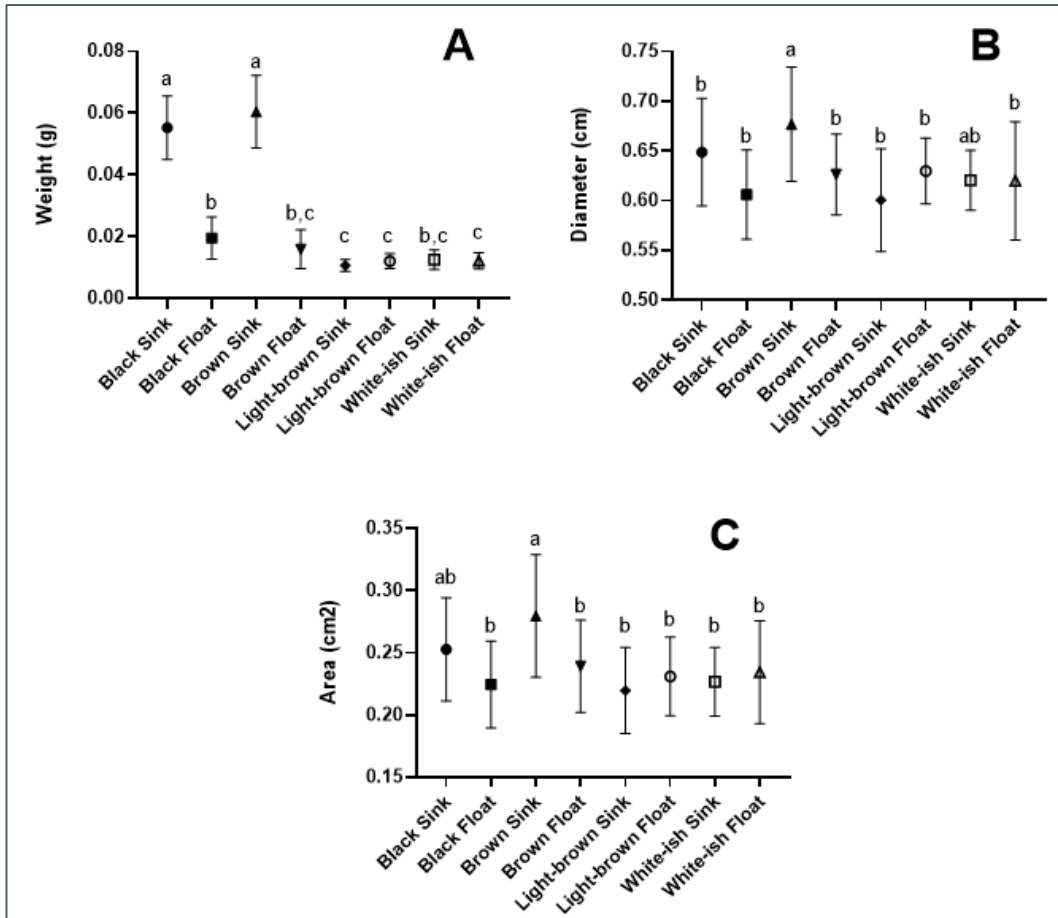 A
Weight (g)
0.08
0.06
0.04
0.02
0.00
a
b
a
b,c
c
c
b,c
c
Black Sink
Black Float
Brown Sink
Brown Float
Light-brown Sink
Light-brown Float
White-ish Sink
White-ish Float
B
Diameter (cm)
0.75
0.70
0.65
0.60
0.55
0.50
b
b
a
b
b
b
ab
b
Black Sink
Black Float
Brown Sink
Brown Float
Light-brown Sink
Light-brown Float
White-ish Sink
White-ish Float
C
Area (cm2)
0.35
0.30
0.25
0.20
0.15
ab
b
a
b
b
b
b
b
Black Sink
Black Float
Brown Sink
Brown Float
Light-brown Sink
Light-brown Float
White-ish Sink
White-ish Float